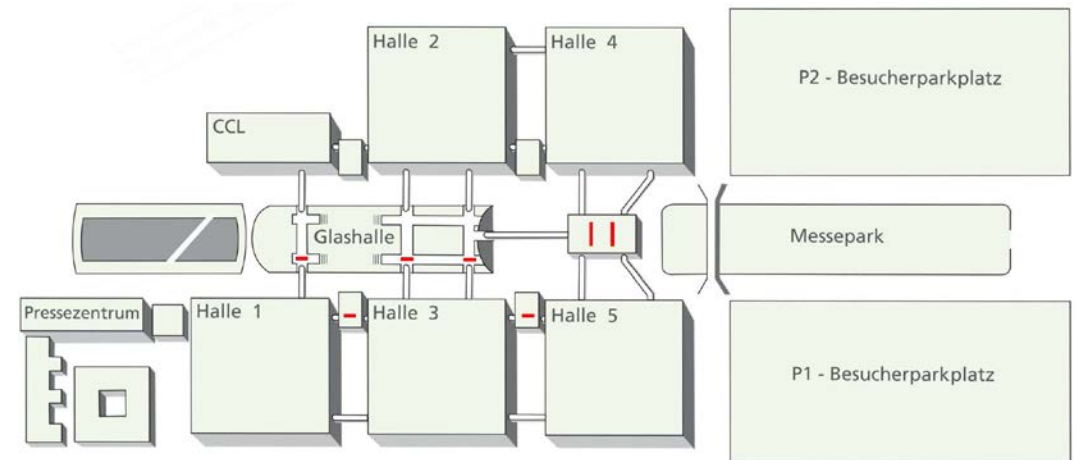 Halle 2
Halle 4
P2 - Besucherparkplatz
CCL
Glashalle
Messepark
Pressezentrum
Halle 1
Halle 3
Halle 5
P1 - Besucherparkplatz